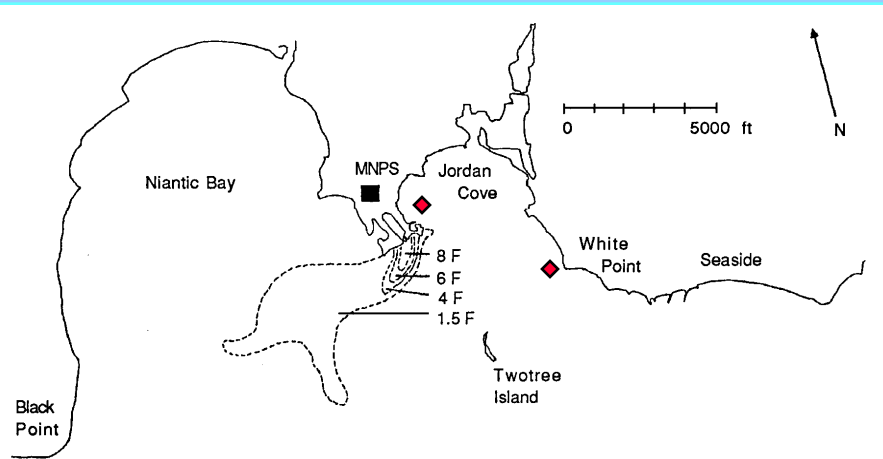 0 5000 ft
N
MNPS
Jordan
Cove
Niantic Bay
White
Point
Seaside
8 F
6 F
4 F
1.5 F
Twotree
Island
Black
Point